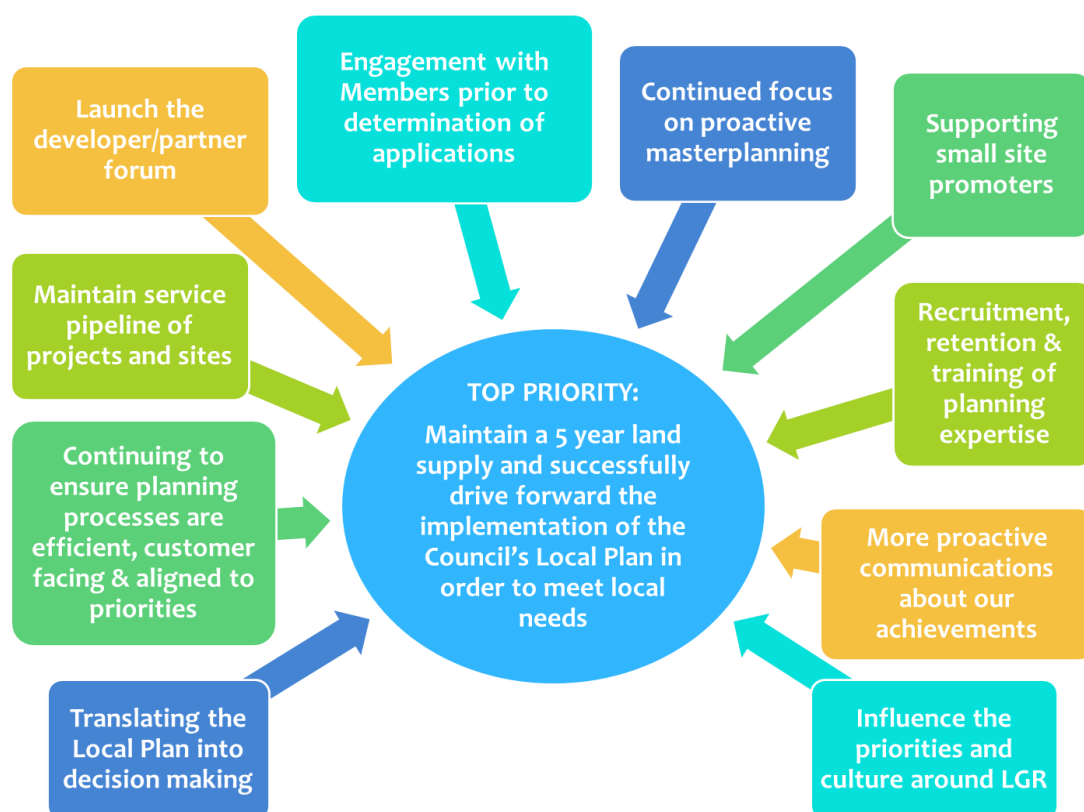 Engagement with
Members prior to
determination of
applications
Launch the
developer/partner
forum
Continued focus
on proactive
masterplanning
Supporting
small site
promoters
Maintain service
pipeline of
projects and sites
Recruitment,
retention &
training of
planning
expertise
TOP PRIORITY:
Maintain a 5 year land
supply and successfully
drive forward the
implementation of the
Council’s Local Plan in
order to meet local
needs
Continuing to
ensure planning
processes are
efficient, customer
facing & aligned to
priorities
More proactive
communications
about our
achievements
Translating the
Local Plan into
decision making
Influence the
priorities and
culture around LGR